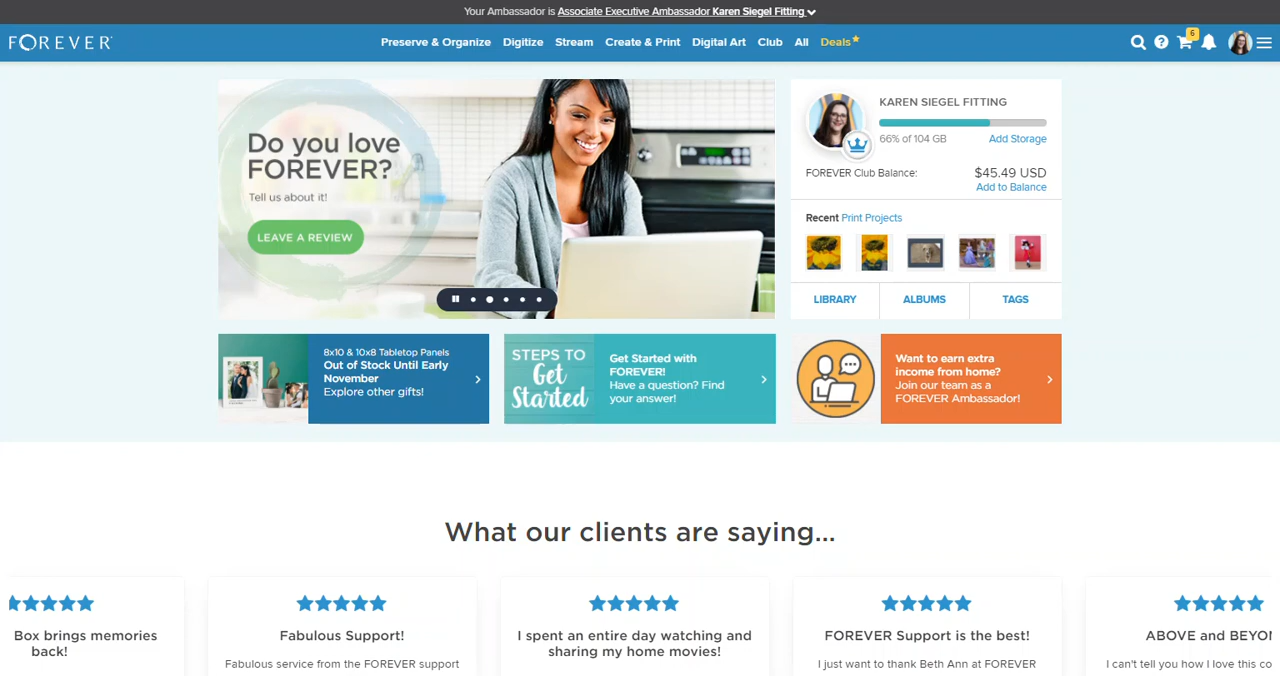 Your Ambassador is Associate Executive Ambassador Karen Siegel Fitting
FOREVER
Preserve & Organize Digitize Stream Create & Print Digital Art Club All Deals
6
Do you love
FOREVER?
Tell us about it!
LEAVE A REVIEW
KAREN SIEGEL FITTING
66% of 104 GB Add Storage
FOREVER Club Balance: $45.49 USD
Add to Balance
Recent Print Projects
LIBRARY ALBUMS TAGS
8x10 & 10x8 Tabletop Panels
Out of Stock Until Early
November
Explore other gifts!
STEPS TO
Get
Started
Get Started with
FOREVER!
Have a question? Find
your answer!
Want to earn extra
income from home?
Join our team as a
FOREVER Ambassador!
What our clients are saying...
Box brings memories
back!
Fabulous Support!
Fabulous service from the FOREVER support
I spent an entire day watching and
sharing my home movies!
FOREVER Support is the best!
I just want to thank Beth Ann at FOREVER
ABOVE and BEYON
I can't tell you how I love this co